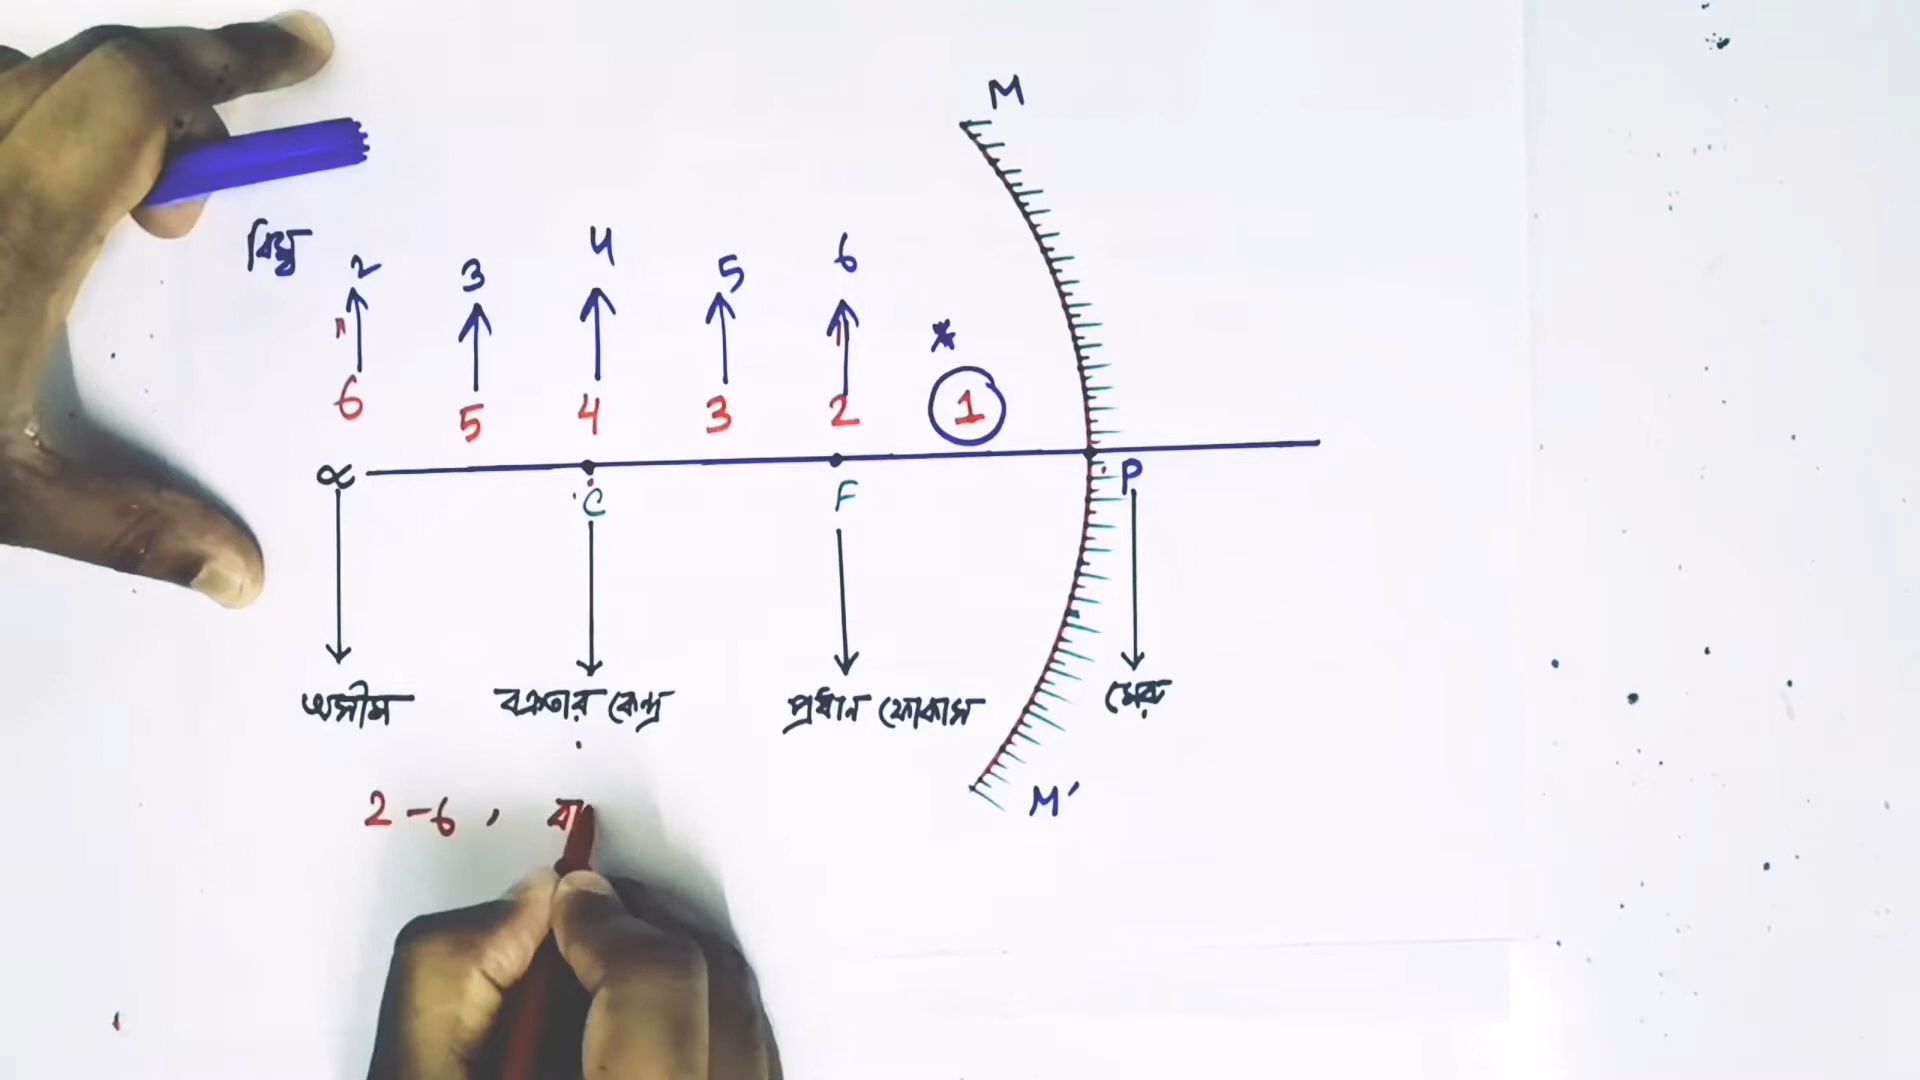 M
বিম্ব
2 3 4 5 6
6 5 4 3 2 1
∝ C F P
অসীম বক্রতার কেন্দ্র প্রধান ফোকাস মেরু
M′
2-6, বা